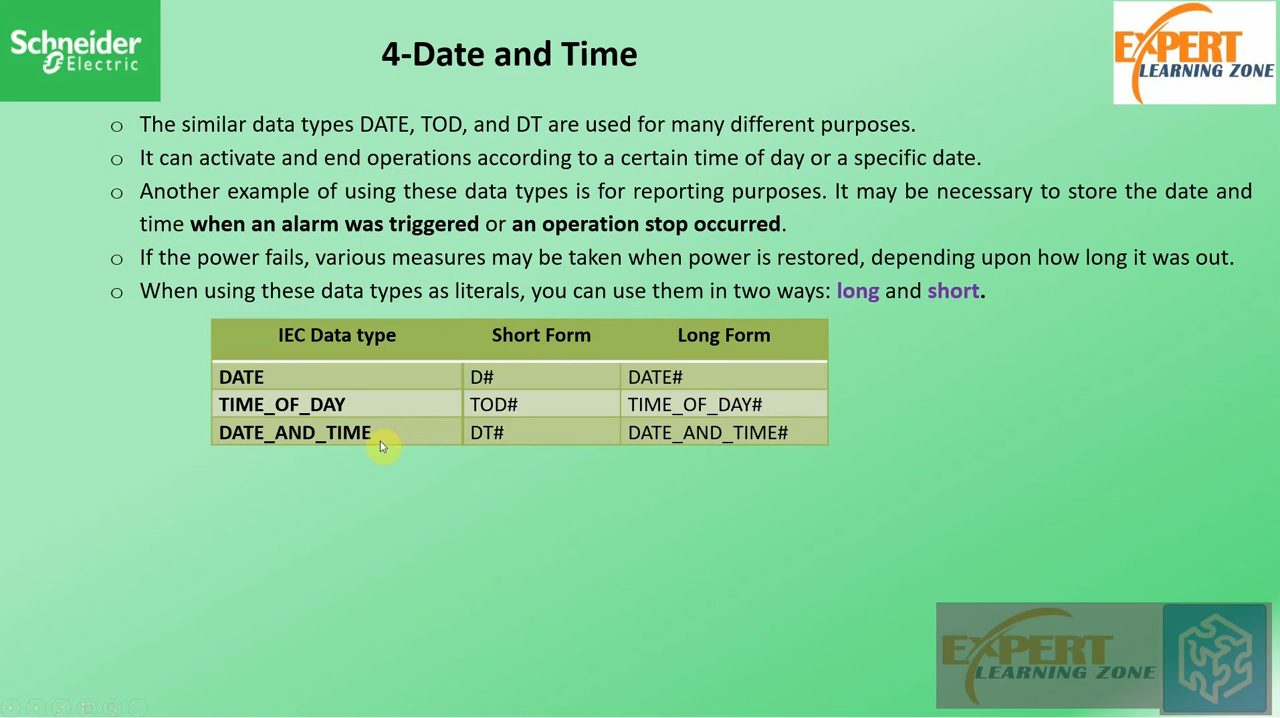 Schneider
Electric
4-Date and Time
EXPERT
LEARNING ZONE
o The similar data types DATE, TOD, and DT are used for many different purposes.
o It can activate and end operations according to a certain time of day or a specific date.
o Another example of using these data types is for reporting purposes. It may be necessary to store the date and
time when an alarm was triggered or an operation stop occurred.
o If the power fails, various measures may be taken when power is restored, depending upon how long it was out.
o When using these data types as literals, you can use them in two ways: long and short.
IEC Data type Short Form Long Form
DATE D# DATE#
TIME_OF_DAY TOD# TIME_OF_DAY#
DATE_AND_TIME DT# DATE_AND_TIME#
EXPERT
LEARNING ZONE